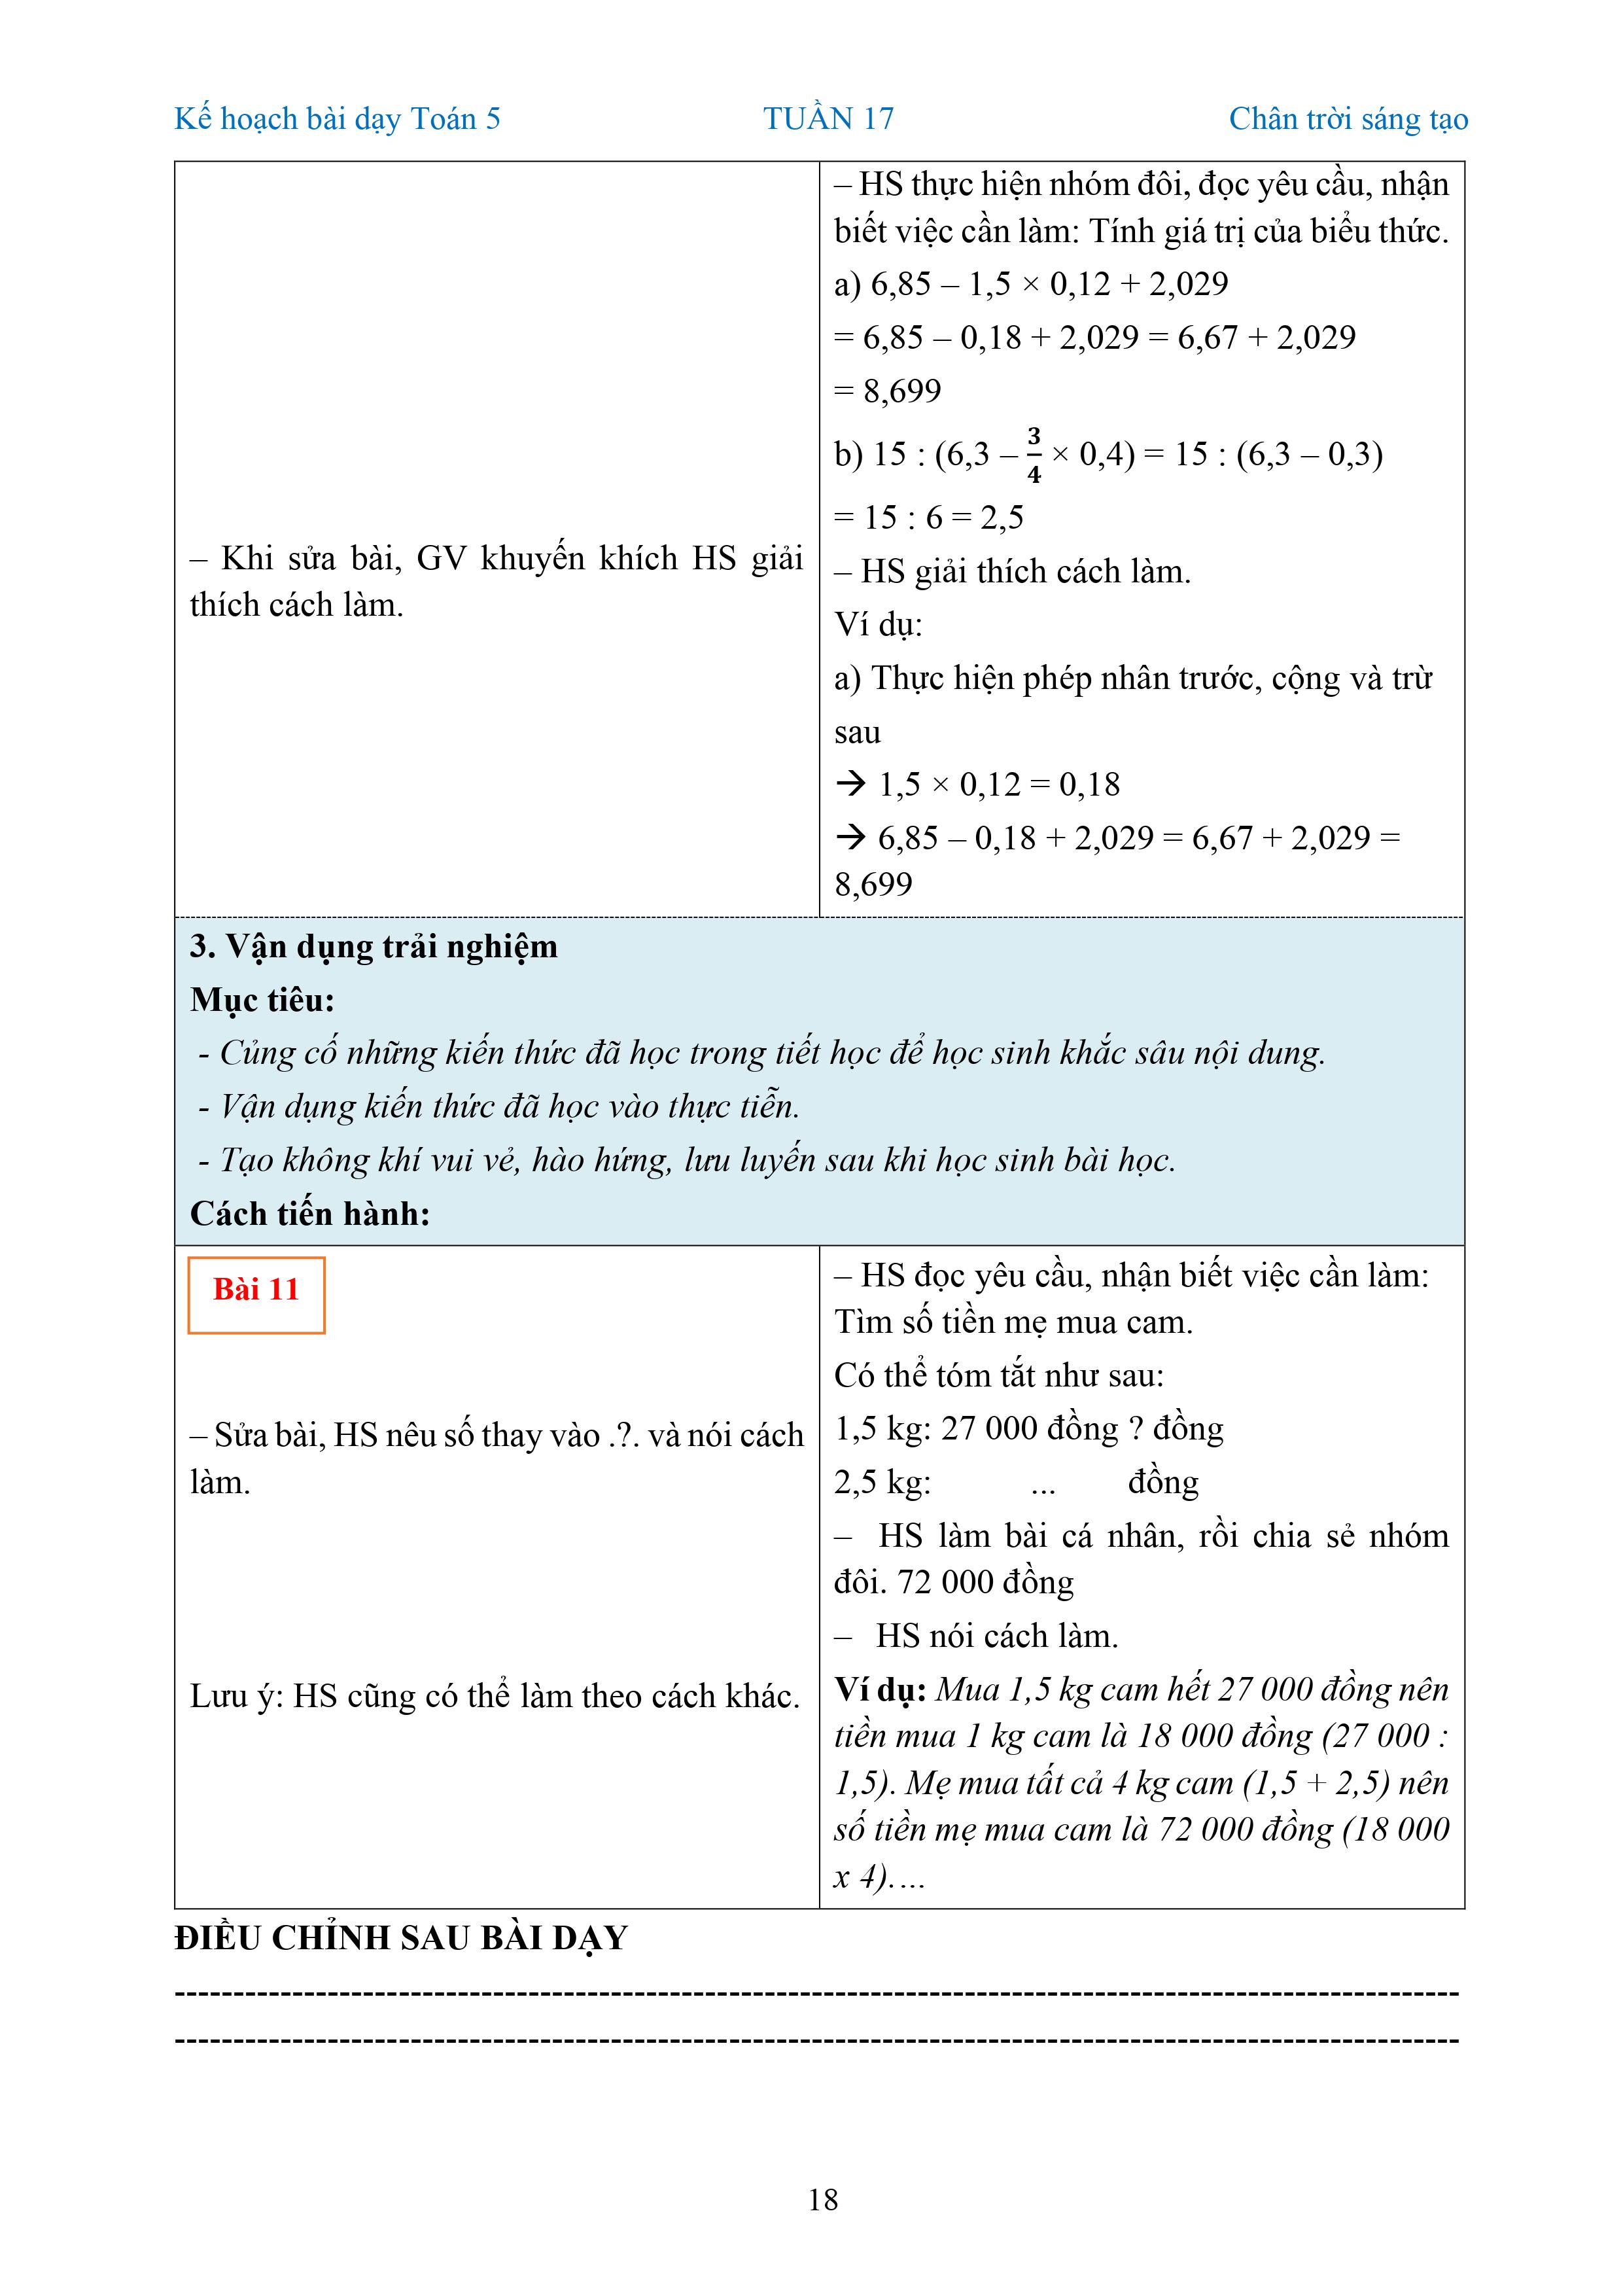 Kế hoạch bài dạy Toán 5 TUẦN 17 Chân trời sáng tạo
– Khi sửa bài, GV khuyến khích HS giải
thích cách làm.
– HS thực hiện nhóm đôi, đọc yêu cầu, nhận
biết việc cần làm: Tính giá trị của biểu thức.
a) 6,85 – 1,5 × 0,12 + 2,029
= 6,85 – 0,18 + 2,029 = 6,67 + 2,029
= 8,699
b) 15 : (6,3 – 3/4 × 0,4) = 15 : (6,3 – 0,3)
= 15 : 6 = 2,5
– HS giải thích cách làm.
Ví dụ:
a) Thực hiện phép nhân trước, cộng và trừ
sau
→ 1,5 × 0,12 = 0,18
→ 6,85 – 0,18 + 2,029 = 6,67 + 2,029 =
8,699
3. Vận dụng trải nghiệm
Mục tiêu:
- Củng cố những kiến thức đã học trong tiết học để học sinh khắc sâu nội dung.
- Vận dụng kiến thức đã học vào thực tiễn.
- Tạo không khí vui vẻ, hào hứng, lưu luyến sau khi học sinh bài học.
Cách tiến hành:
Bài 11
– Sửa bài, HS nêu số thay vào .?. và nói cách
làm.
Lưu ý: HS cũng có thể làm theo cách khác.
– HS đọc yêu cầu, nhận biết việc cần làm:
Tìm số tiền mẹ mua cam.
Có thể tóm tắt như sau:
1,5 kg: 27 000 đồng ? đồng
2,5 kg: ... đồng
– HS làm bài cá nhân, rồi chia sẻ nhóm
đôi. 72 000 đồng
– HS nói cách làm.
Ví dụ: Mua 1,5 kg cam hết 27 000 đồng nên
tiền mua 1 kg cam là 18 000 đồng (27 000 :
1,5). Mẹ mua tất cả 4 kg cam (1,5 + 2,5) nên
số tiền mẹ mua cam là 72 000 đồng (18 000
x 4)....
ĐIỀU CHỈNH SAU BÀI DẠY
18